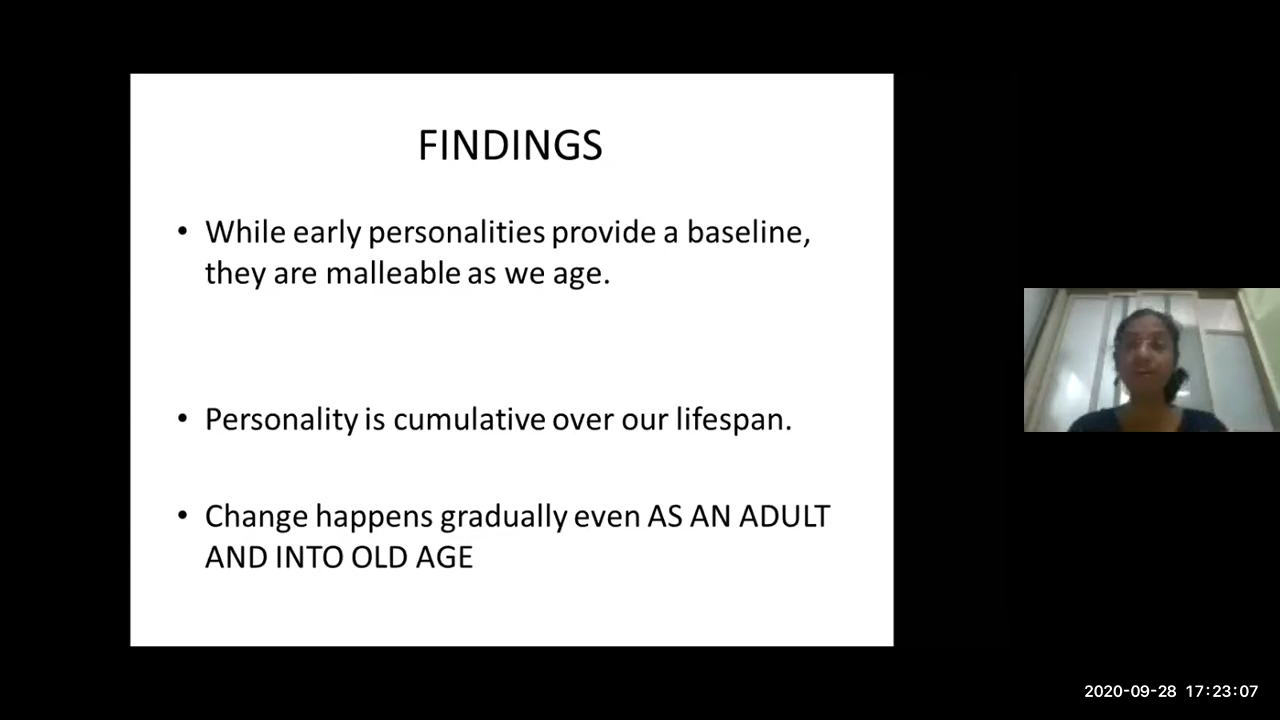 FINDINGS
• While early personalities provide a baseline,
they are malleable as we age.
• Personality is cumulative over our lifespan.
• Change happens gradually even AS AN ADULT
AND INTO OLD AGE
2020-09-28 17:23:07